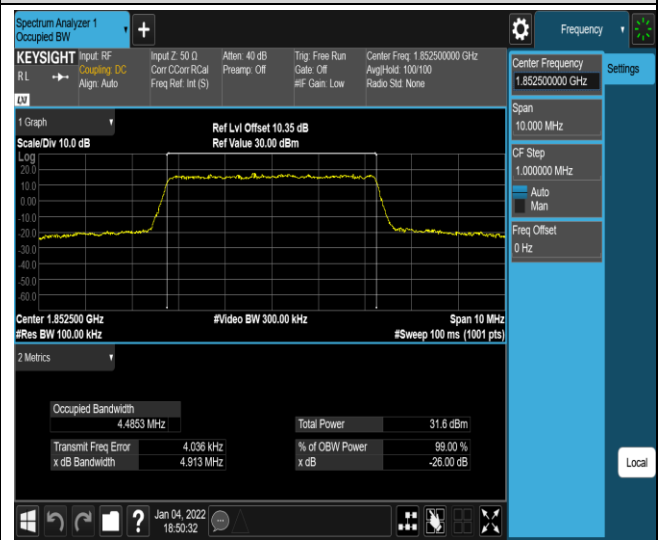 Spectrum Analyzer 1
Occupied BW
Frequency
KEYSIGHT
Input: RF
Coupling: DC
Align: Auto
Input Z: 50 Ω
Corr CCorr RCal
Freq Ref: Int (S)
Atten: 40 dB
Preamp: Off
Trig: Free Run
Gate: Off
#IF Gain: Low
Center Freq: 1.852500000 GHz
Avg|Hold: 100/100
Radio Std: None
R L
LXI
Center Frequency
1.852500000 GHz
Settings
Span
10.000 MHz
CF Step
1.000000 MHz
Auto
Man
Freq Offset
0 Hz
1 Graph
Scale/Div 10.0 dB
Ref Lvl Offset 10.35 dB
Ref Value 30.00 dBm
Log
20.0
10.0
0.00
-10.0
-20.0
-30.0
-40.0
-50.0
-60.0
Center 1.852500 GHz
#Video BW 300.00 kHz
Span 10 MHz
#Res BW 100.00 kHz
#Sweep 100 ms (1001 pts)
2 Metrics
Occupied Bandwidth
4.4853 MHz
Total Power 31.6 dBm
Transmit Freq Error 4.036 kHz
% of OBW Power 99.00 %
x dB Bandwidth 4.913 MHz
x dB -26.00 dB
Local
Jan 04, 2022
18:50:32